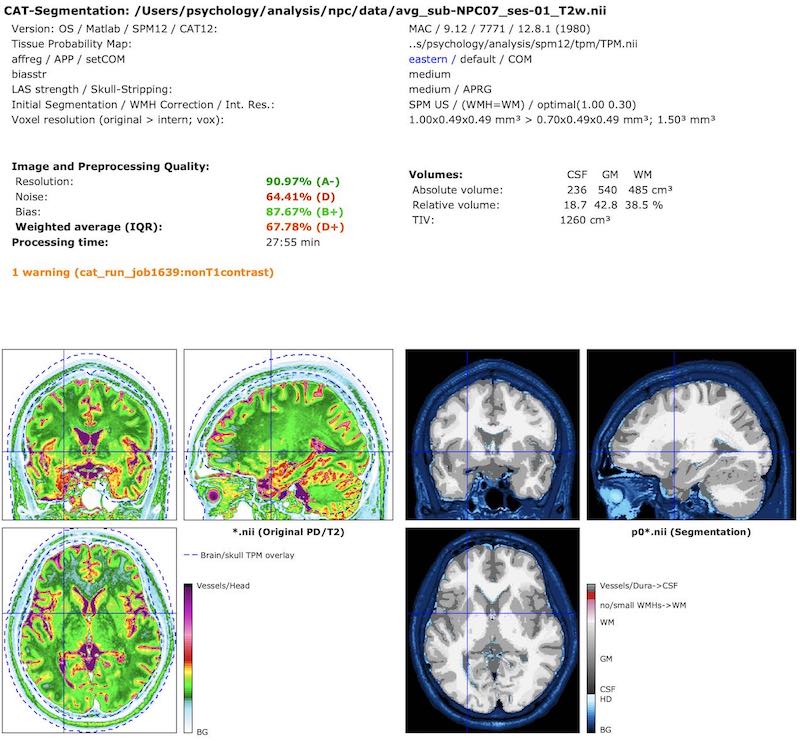 CAT-Segmentation: /Users/psychology/analysis/npc/data/avg_sub-NPC07_ses-01_T2w.nii
Version: OS / Matlab / SPM12 / CAT12: MAC / 9.12 / 7771 / 12.8.1 (1980)
Tissue Probability Map: ..s/psychology/analysis/spm12/tpm/TPM.nii
affreg / APP / setCOM eastern / default / COM
biasstr medium
LAS strength / Skull-Stripping: medium / APRG
Initial Segmentation / WMH Correction / Int. Res.: SPM US / (WMH=WM) / optimal(1.00 0.30)
Voxel resolution (original > intern; vox): 1.00x0.49x0.49 mm³ > 0.70x0.49x0.49 mm³; 1.50³ mm³
Image and Preprocessing Quality:
Resolution: 90.97% (A-)
Noise: 64.41% (D)
Bias: 87.67% (B+)
Weighted average (IQR): 67.78% (D+)
Processing time: 27:55 min
Volumes: CSF GM WM
Absolute volume: 236 540 485 cm³
Relative volume: 18.7 42.8 38.5 %
TIV: 1260 cm³
1 warning (cat_run_job1639:nonT1contrast)
*.nii (Original PD/T2)
Brain/skull TPM overlay
Vessels/Head
BG
p0*.nii (Segmentation)
Vessels/Dura->CSF
no/small WMHs->WM
WM
GM
CSF
HD
BG